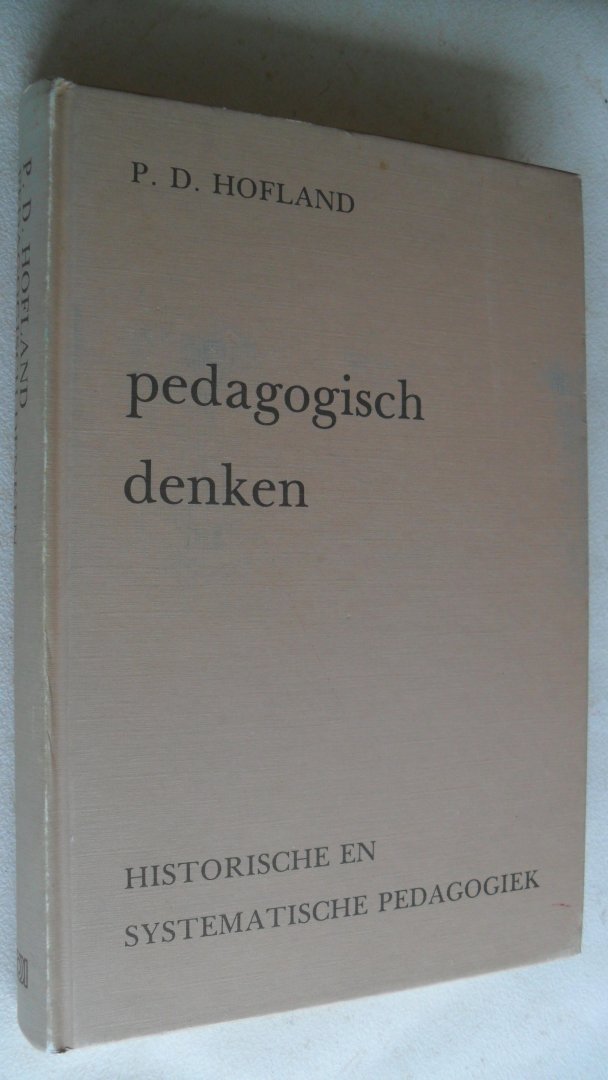 P. D. HOFLAND
pedagogisch
denken
HISTORISCHE EN
SYSTEMATISCHE PEDAGOGIEK
P. D. HOFLAND